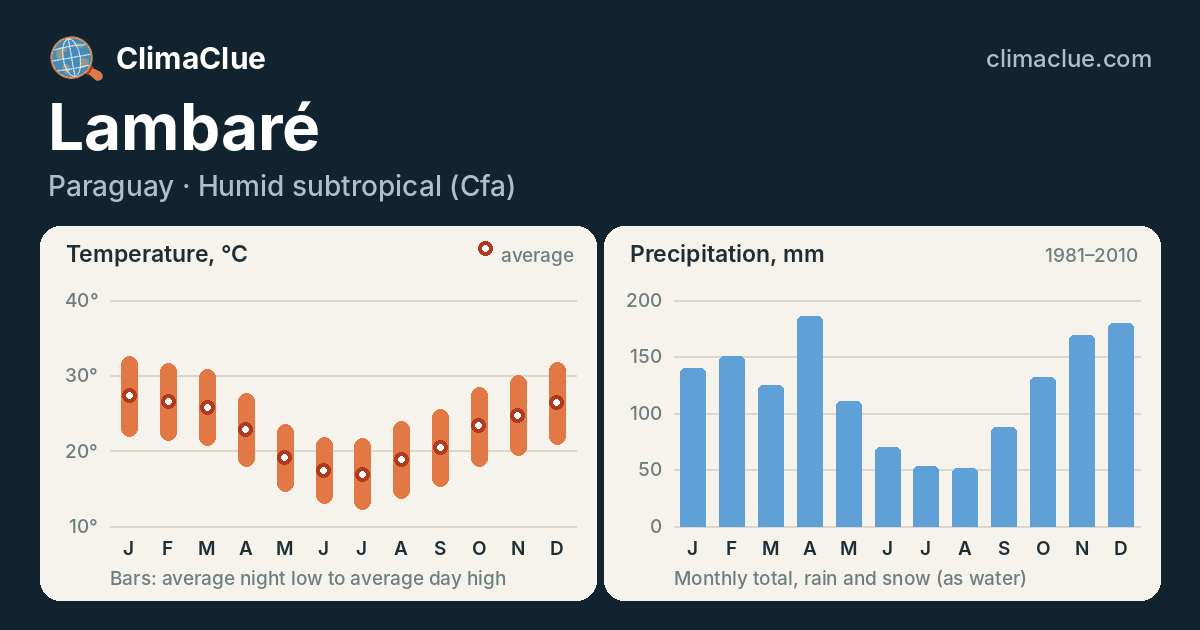 ClimaClue
climaclue.com
Lambaré
Paraguay · Humid subtropical (Cfa)
Temperature, °C
average
40°
30°
20°
10°
J F M A M J J A S O N D
Bars: average night low to average day high
Precipitation, mm
1981–2010
200
150
100
50
0
J F M A M J J A S O N D
Monthly total, rain and snow (as water)